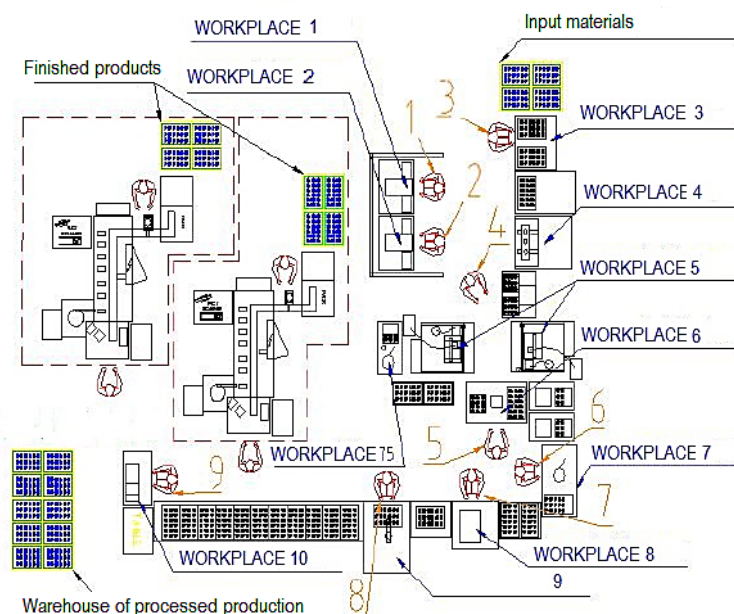 Input materials
WORKPLACE 1
Finished products
WORKPLACE 2
1
3
WORKPLACE 3
2
WORKPLACE 4
4
WORKPLACE 5
WORKPLACE 6
6
WORKPLACE 75
5
WORKPLACE 7
9
7
WORKPLACE 10
WORKPLACE 8
9
8
Warehouse of processed production